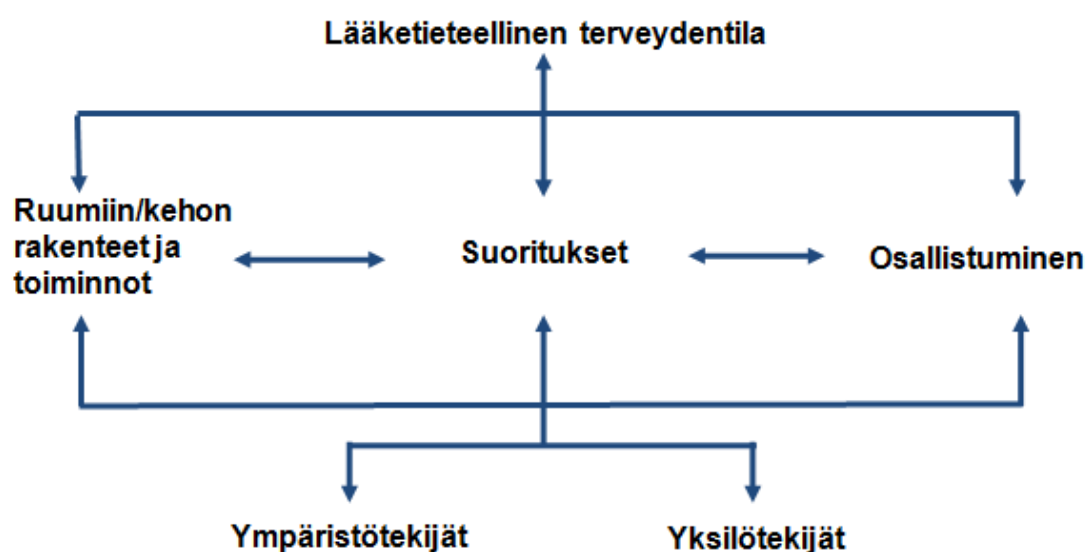 Lääketieteellinen terveydentila
Ruumiin/kehon
rakenteet ja
toiminnot
Suoritukset
Osallistuminen
Ympäristötekijät
Yksilötekijät